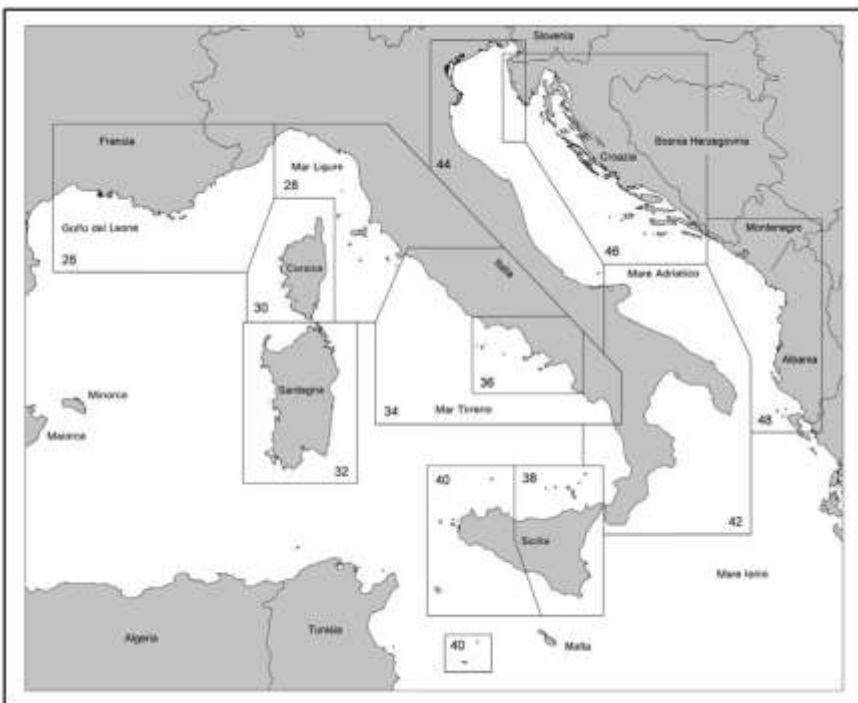 Slovenia
Francia
Mar Ligure
44
Croazia
Bosnia Herzegovina
28
Golfo del Leone
Montenegro
26
Corsica
Italia
46
Mare Adriatico
30
Albania
36
Sardegna
Minorca
34
Mar Tirreno
48
Maiorca
32
40
38
42
Sicilia
Mare Ionio
Algeria
Tunisia
40
Malta